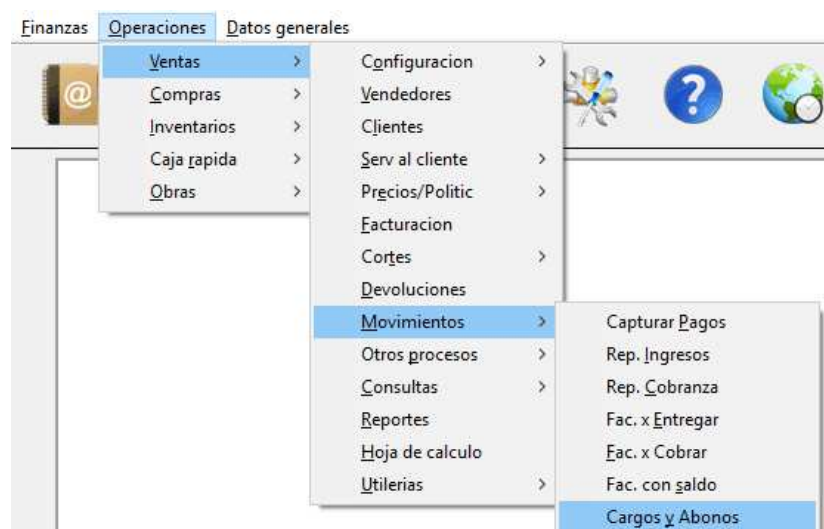 Finanzas Operaciones Datos generales
@
?
Ventas >
Compras >
Inventarios >
Caja rapida >
Obras >
Configuracion >
Vendedores
Clientes
Serv al cliente >
Precios/Politic >
Facturacion
Cortes >
Devoluciones
Movimientos >
Otros procesos >
Consultas >
Reportes
Hoja de calculo
Utilerias >
Capturar Pagos
Rep. Ingresos
Rep. Cobranza
Fac. x Entregar
Fac. x Cobrar
Fac. con saldo
Cargos y Abonos